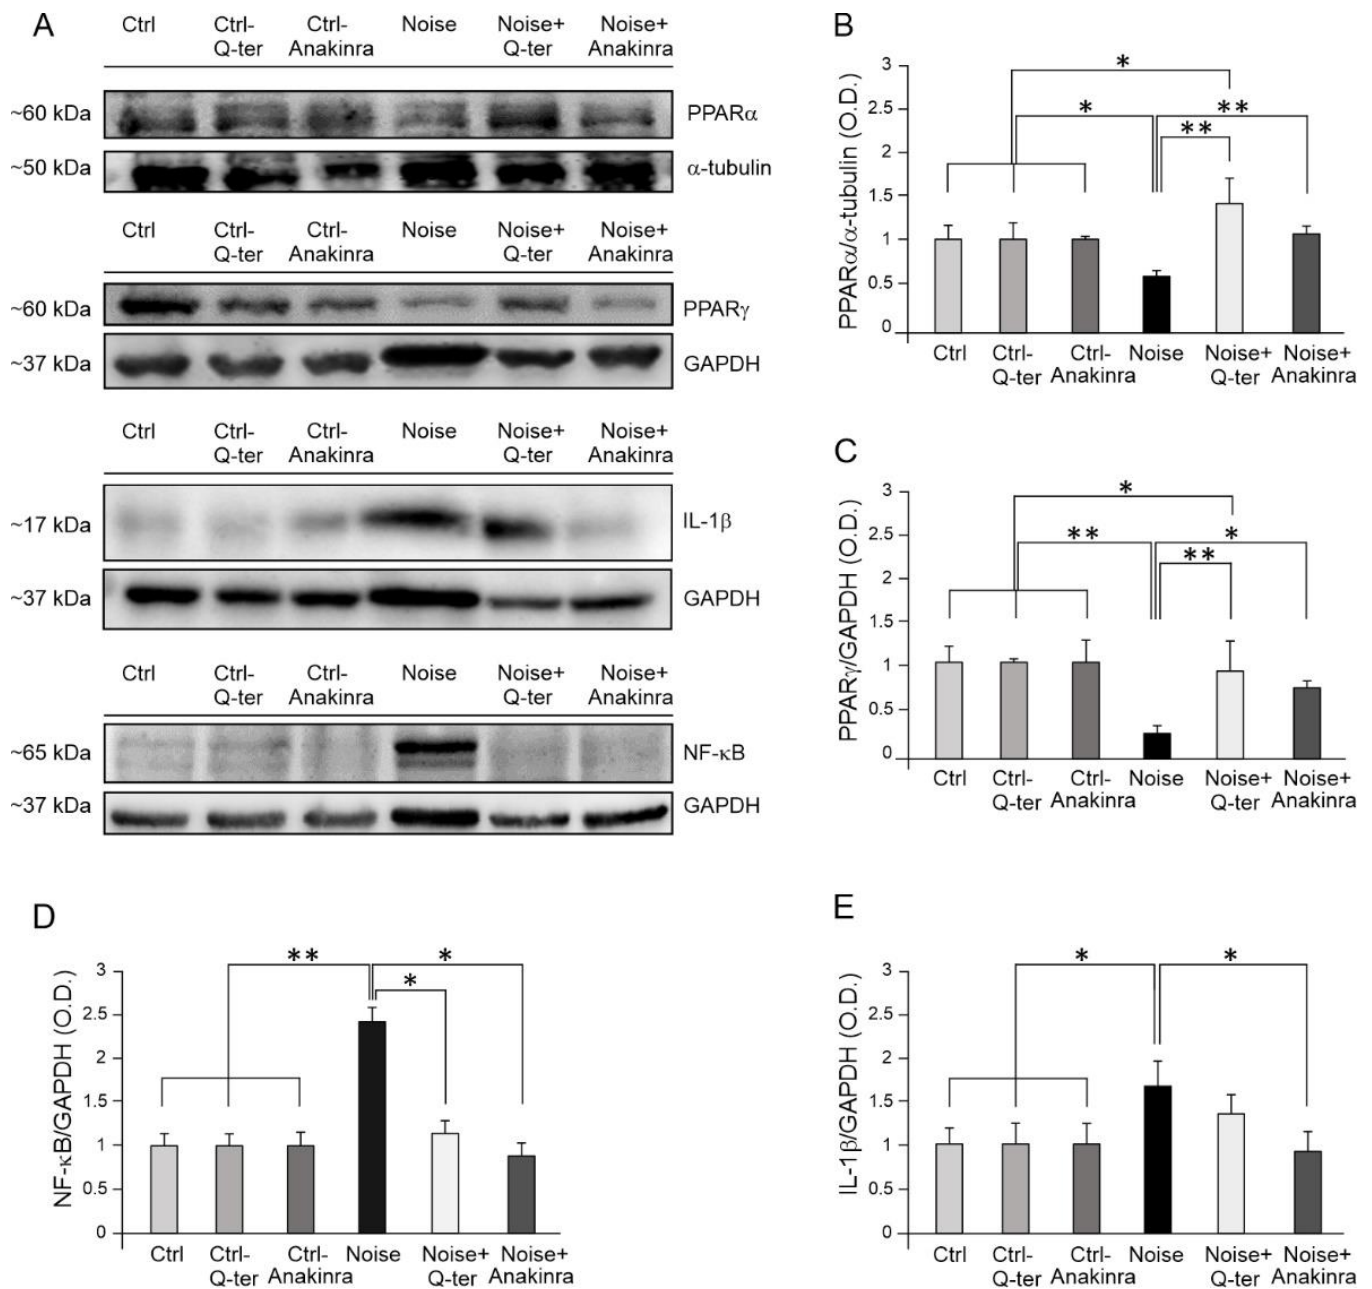 A
Ctrl Ctrl- Ctrl- Noise Noise+ Noise+
Q-ter Anakinra Q-ter Anakinra
~60 kDa PPARα
~50 kDa α-tubulin
Ctrl Ctrl- Ctrl- Noise Noise+ Noise+
Q-ter Anakinra Q-ter Anakinra
~60 kDa PPARγ
~37 kDa GAPDH
Ctrl Ctrl- Ctrl- Noise Noise+ Noise+
Q-ter Anakinra Q-ter Anakinra
~17 kDa IL-1β
~37 kDa GAPDH
Ctrl Ctrl- Ctrl- Noise Noise+ Noise+
Q-ter Anakinra Q-ter Anakinra
~65 kDa NF-κB
~37 kDa GAPDH
B
PPARα/α-tubulin (O.D.)
3
2.5
2
1.5
1
0.5
0
*
* **
**
Ctrl Ctrl- Ctrl- Noise Noise+ Noise+
Q-ter Anakinra Q-ter Anakinra
C
PPARγ/GAPDH (O.D.)
3
2.5
2
1.5
1
0.5
0
*
** *
**
Ctrl Ctrl- Ctrl- Noise Noise+ Noise+
Q-ter Anakinra Q-ter Anakinra
D
NF-κB/GAPDH (O.D.)
3
2.5
2
1.5
1
0.5
0
** *
*
Ctrl Ctrl- Ctrl- Noise Noise+ Noise+
Q-ter Anakinra Q-ter Anakinra
E
IL-1β/GAPDH (O.D.)
3
2.5
2
1.5
1
0.5
0
* *
Ctrl Ctrl- Ctrl- Noise Noise+ Noise+
Q-ter Anakinra Q-ter Anakinra